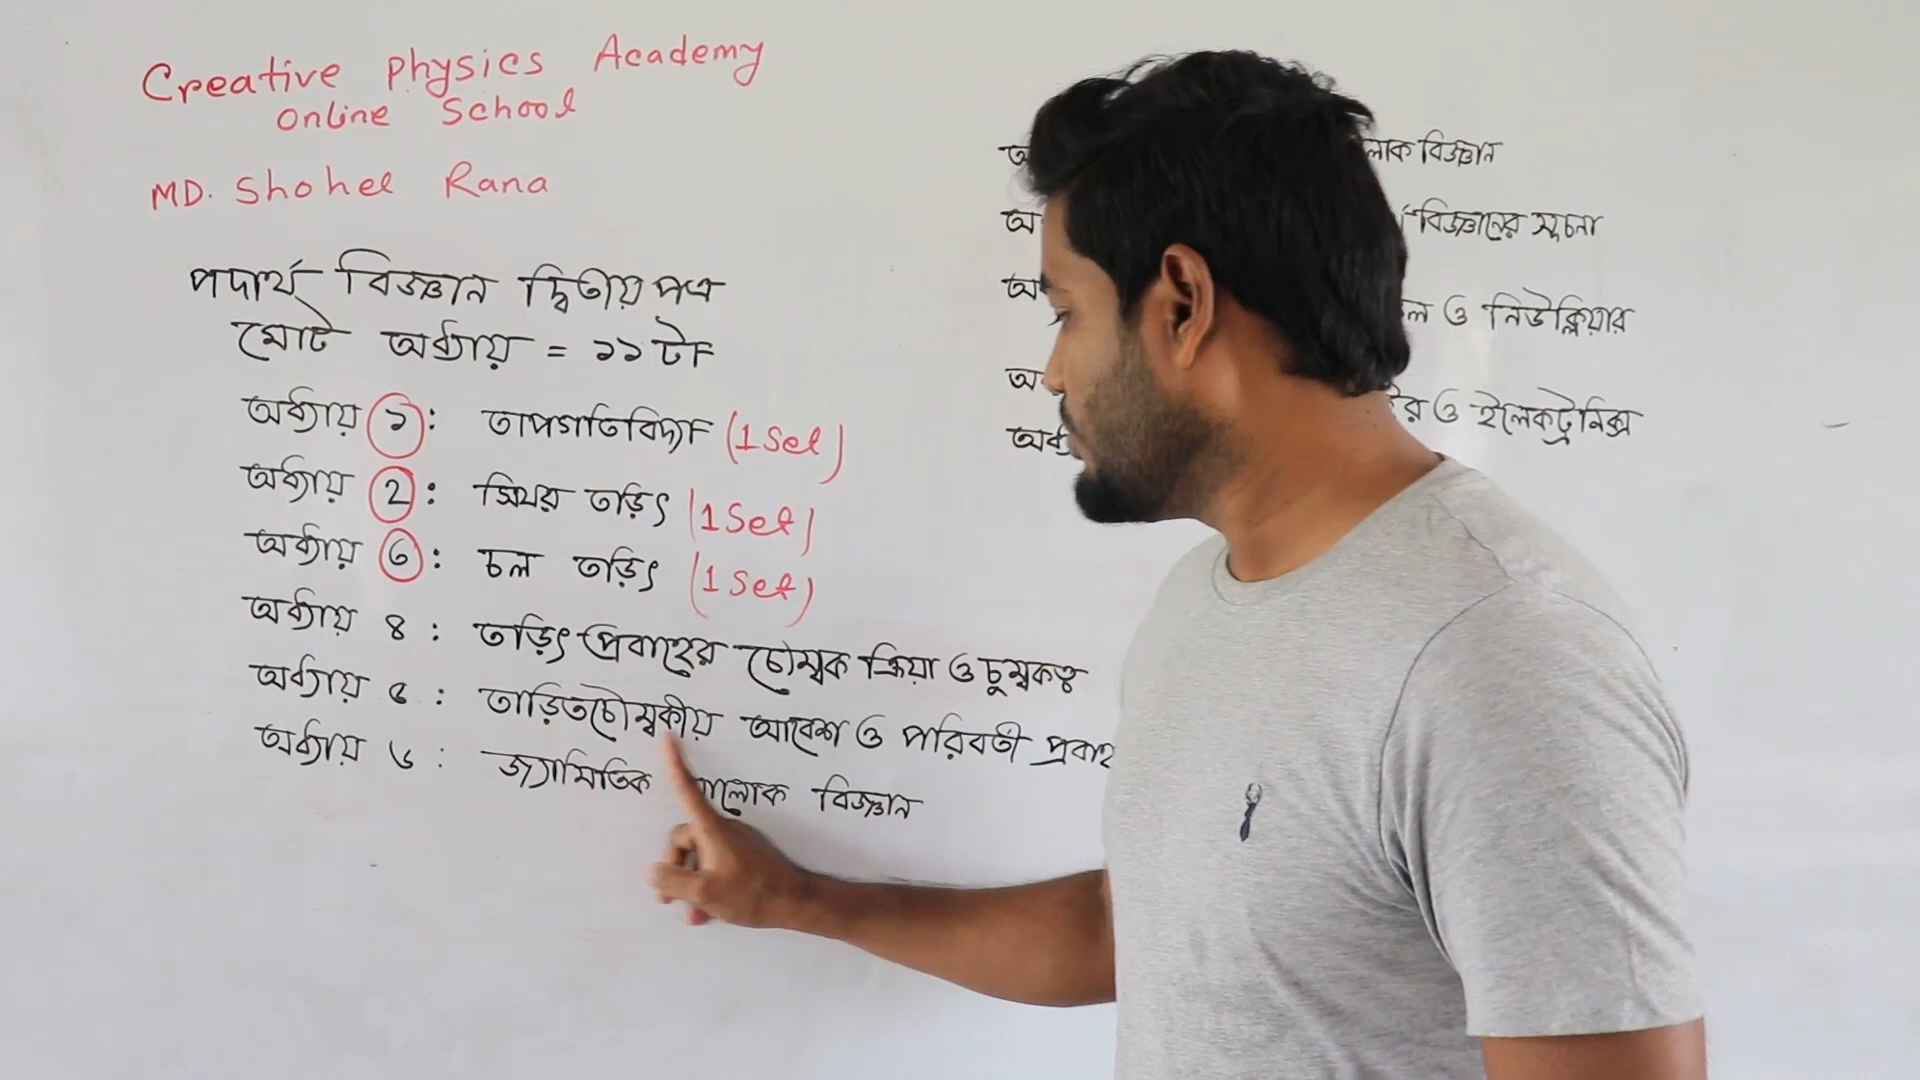 Creative Physics Academy
Online School
MD. Shohel Rana
পদার্থ বিজ্ঞান দ্বিতীয় পত্র
মোট অধ্যায় = ১১ টা
অধ্যায় ১: তাপগতিবিদ্যা (1 Set)
অধ্যায় 2: স্থির তড়িৎ (1 Set)
অধ্যায় ৩: চল তড়িৎ (1 Set)
অধ্যায় ৪: তড়িৎ প্রবাহের চৌম্বক ক্রিয়া ও চুম্বকত্ব
অধ্যায় ৫: তাড়িতচৌম্বকীয় আবেশ ও পরিবর্তী প্রবাহ
অধ্যায় ৬: জ্যামিতিক আলোক বিজ্ঞান
বিজ্ঞান
বিজ্ঞানের সূচনা
ও নিউক্লিয়ার
ও ইলেকট্রনিক্স